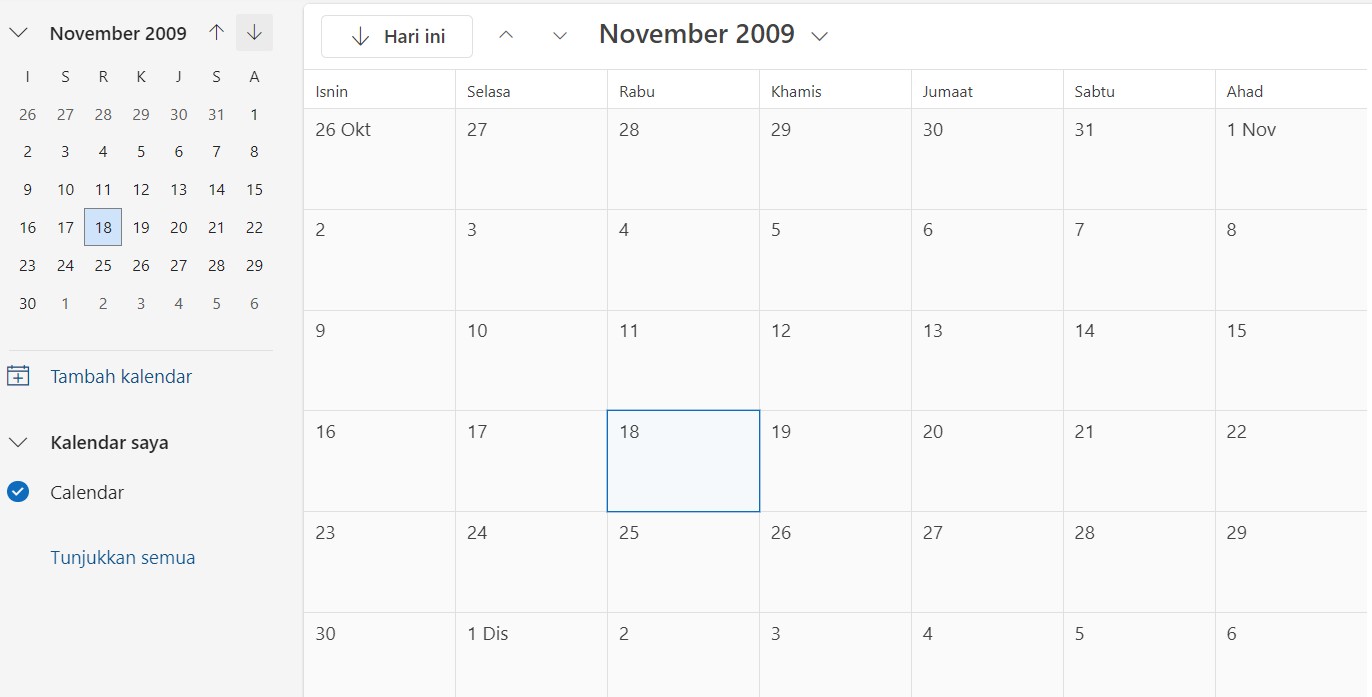 November 2009
I S R K J S A
26 27 28 29 30 31 1
2 3 4 5 6 7 8
9 10 11 12 13 14 15
16 17 18 19 20 21 22
23 24 25 26 27 28 29
30 1 2 3 4 5 6
Tambah kalendar
Kalendar saya
Calendar
Tunjukkan semua
Hari ini
November 2009
Isnin Selasa Rabu Khamis Jumaat Sabtu Ahad
26 Okt 27 28 29 30 31 1 Nov
2 3 4 5 6 7 8
9 10 11 12 13 14 15
16 17 18 19 20 21 22
23 24 25 26 27 28 29
30 1 Dis 2 3 4 5 6